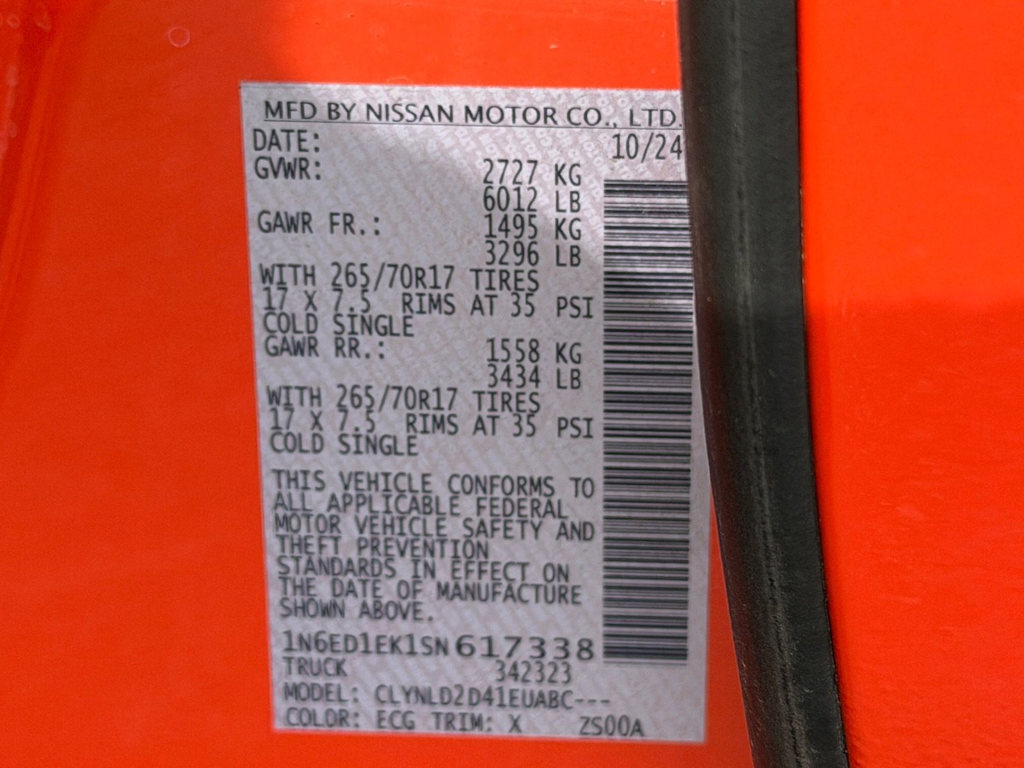 MFD BY NISSAN MOTOR CO., LTD.
DATE: 10/24
GVWR: 2727 KG
6012 LB
GAWR FR.: 1495 KG
3296 LB
WITH 265/70R17 TIRES
17 X 7.5 RIMS AT 35 PSI
COLD SINGLE
GAWR RR.: 1558 KG
3434 LB
WITH 265/70R17 TIRES
17 X 7.5 RIMS AT 35 PSI
COLD SINGLE
THIS VEHICLE CONFORMS TO
ALL APPLICABLE FEDERAL
MOTOR VEHICLE SAFETY AND
THEFT PREVENTION
STANDARDS IN EFFECT ON
THE DATE OF MANUFACTURE
SHOWN ABOVE.
1N6ED1EK1SN617338
TRUCK 342323
MODEL: CLYNLD2D41EUABC---
COLOR: ECG TRIM: X ZS00A